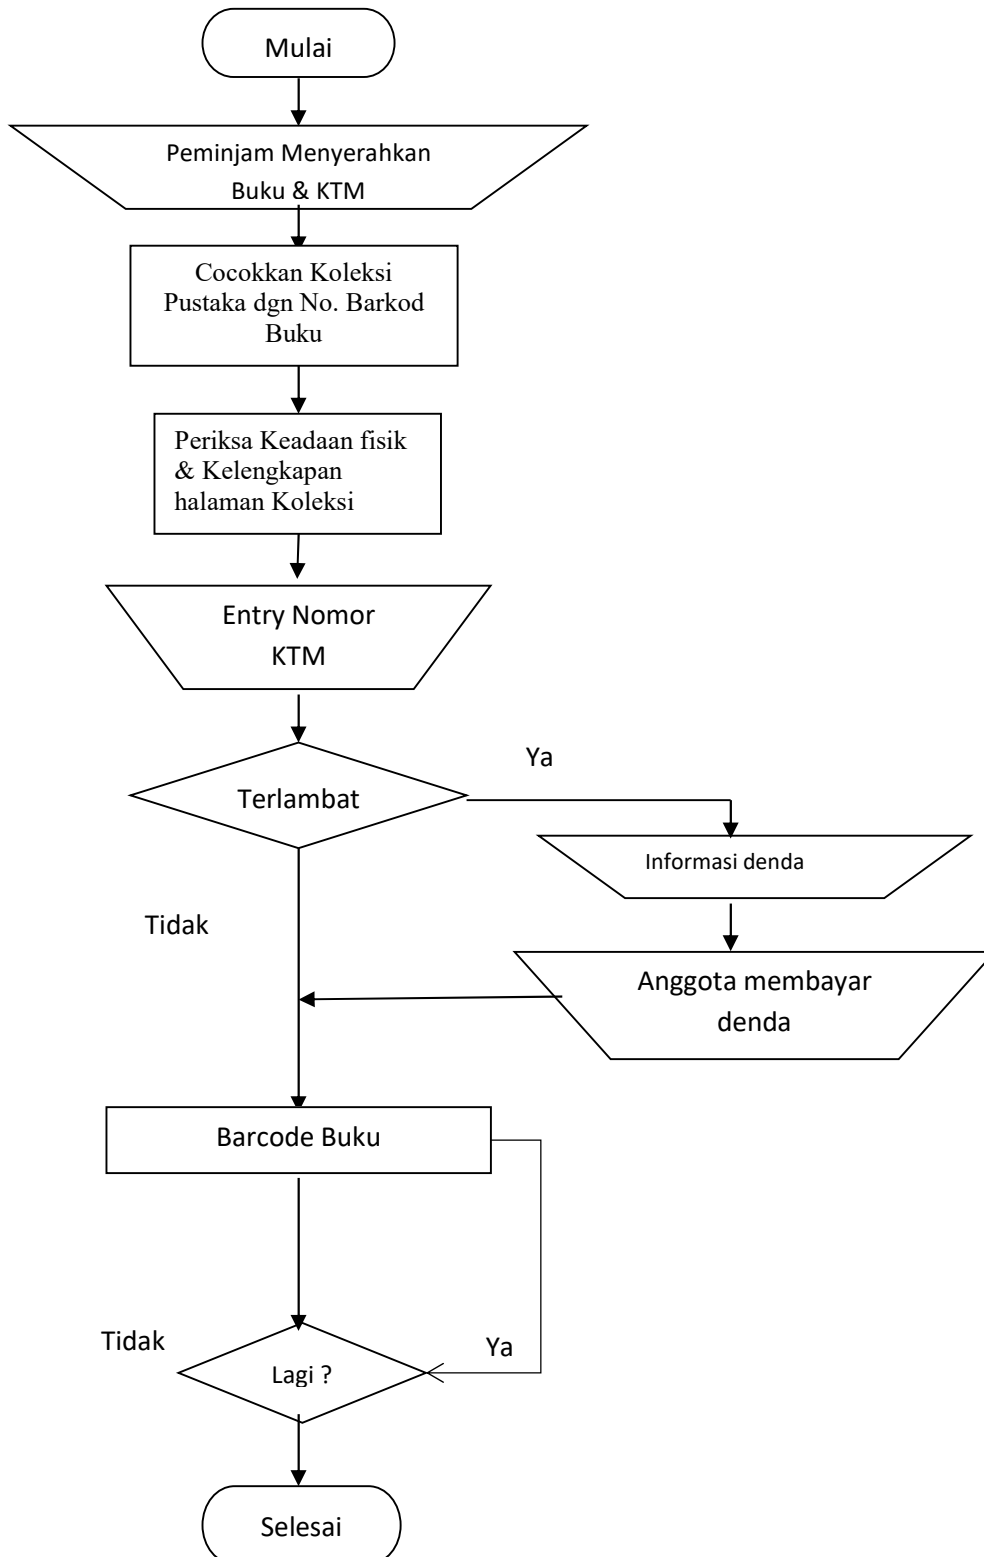 Mulai
Peminjam Menyerahkan
Buku & KTM
Cocokkan Koleksi
Pustaka dgn No. Barkod
Buku
Periksa Keadaan fisik
& Kelengkapan
halaman Koleksi
Entry Nomor
KTM
Terlambat
Ya
Informasi denda
Tidak
Anggota membayar
denda
Barcode Buku
Tidak
Lagi ?
Ya
Selesai